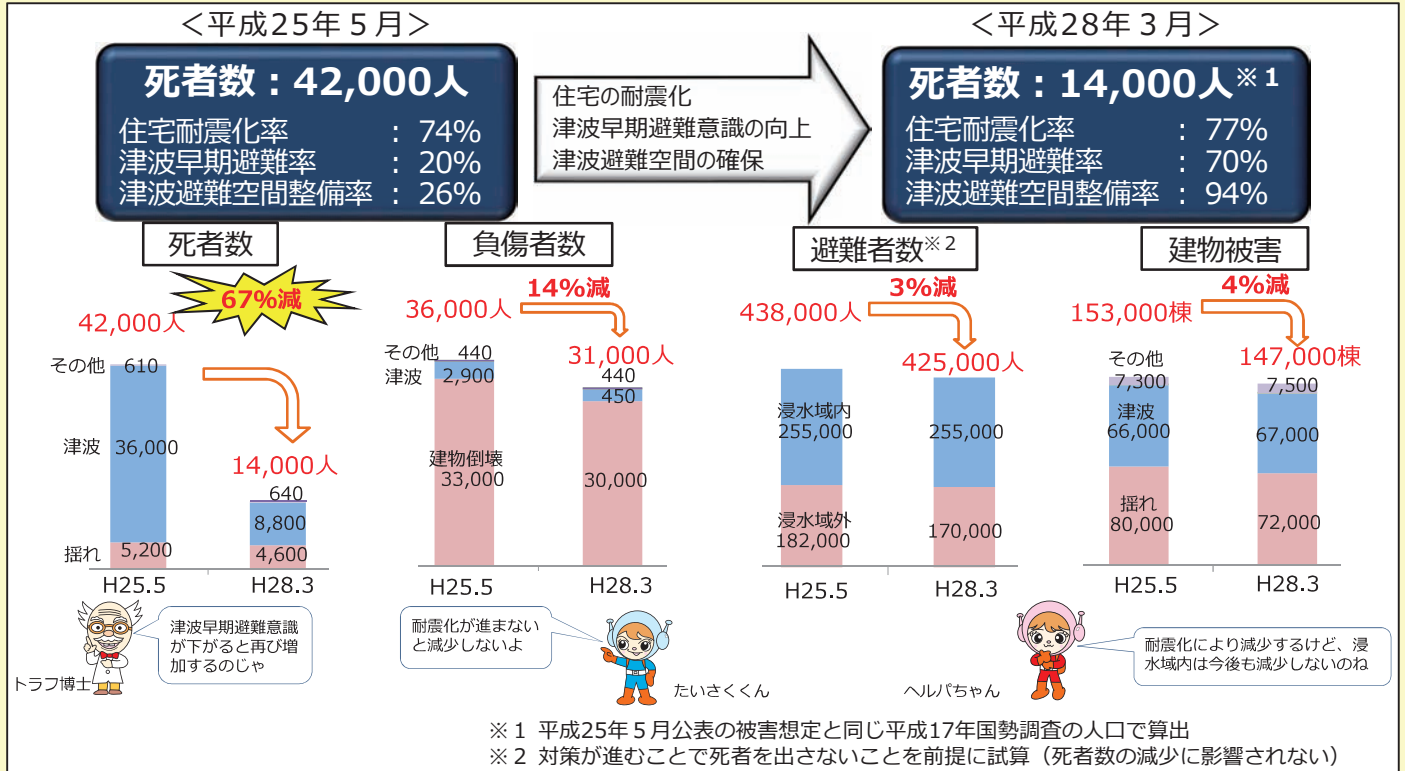 ＜平成25年５月＞
死者数：42,000人
住宅耐震化率　：74%
津波早期避難率　：20%
津波避難空間整備率：26%
住宅の耐震化
津波早期避難意識の向上
津波避難空間の確保
＜平成28年３月＞
死者数：14,000人※１
住宅耐震化率　：77%
津波早期避難率　：70%
津波避難空間整備率：94%
死者数
67%減
42,000人
その他
610
津波
36,000
揺れ
5,200
14,000人
640
8,800
4,600
H25.5
H28.3
負傷者数
14%減
36,000人
その他
440
津波
2,900
建物倒壊
33,000
31,000人
440
450
30,000
H25.5
H28.3
避難者数※２
3%減
438,000人
浸水域内
255,000
浸水域外
182,000
425,000人
255,000
170,000
H25.5
H28.3
建物被害
4%減
153,000棟
その他
7,300
津波
66,000
揺れ
80,000
147,000棟
7,500
67,000
72,000
H25.5
H28.3
トラフ博士
津波早期避難意識
が下がると再び増
加するのじゃ
耐震化が進まない
と減少しないよ
たいさくくん
ヘルパちゃん
耐震化により減少するけど、浸
水域内は今後も減少しないのね
※１ 平成25年５月公表の被害想定と同じ平成17年国勢調査の人口で算出
※２ 対策が進むことで死者を出さないことを前提に試算（死者数の減少に影響されない）